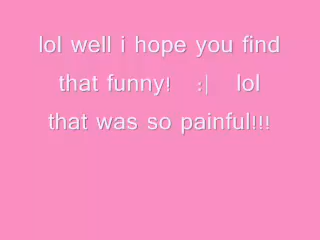 lol well i hope you find
that funny! :| lol
that was so painful!!!